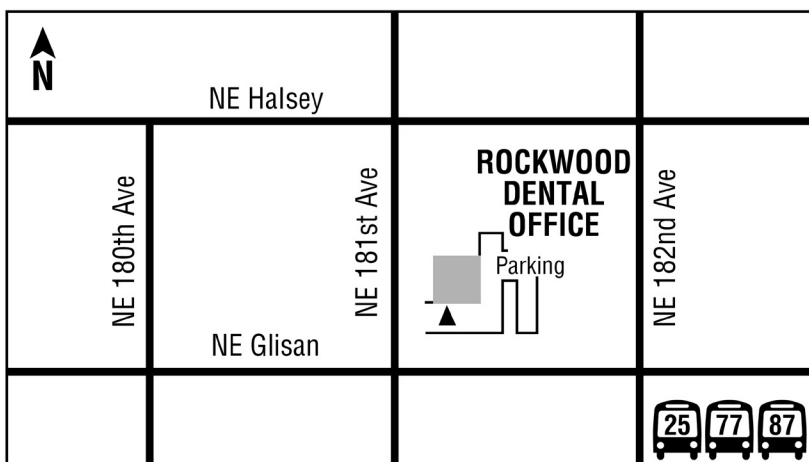 N
NE Halsey
ROCKWOOD
DENTAL
OFFICE
NE 180th Ave
NE 181st Ave
NE 182nd Ave
Parking
NE Glisan
25 77 87